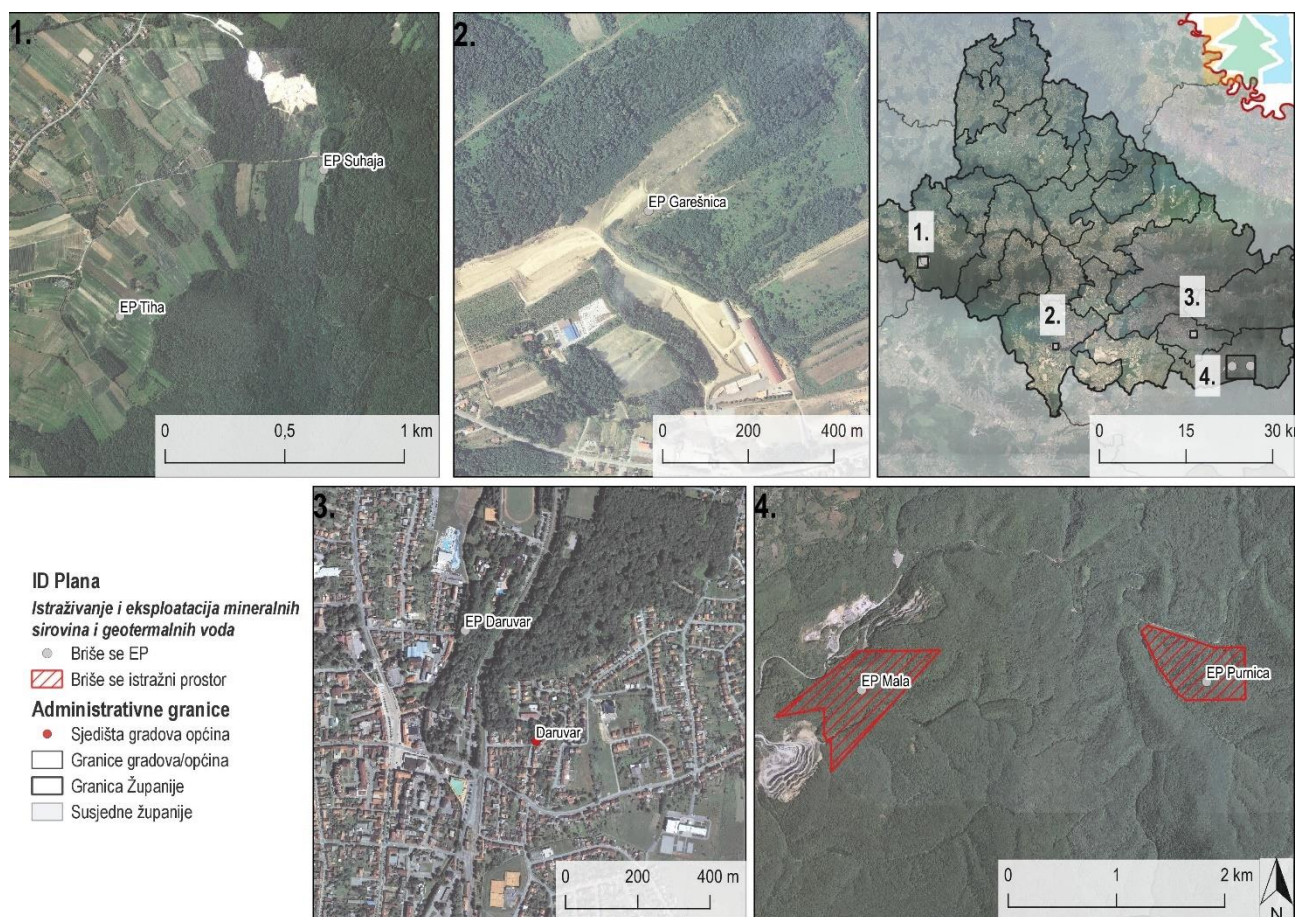 1.
EP Suhaja
EP Tiha
0 0,5 1 km
2.
EP Garešnica
0 200 400 m
1.
2.
3.
4.
0 16 30 km
ID Plana
Istraživanje i eksploatacija mineralnih
sirovina i geotermalnih voda
Briše se EP
Briše se istražni prostor
Administrativne granice
Sjedišta gradova općina
Granice gradova/općina
Granica Županije
Susjedne županije
3.
EP Daruvar
Daruvar
0 200 400 m
4.
EP Mala
EP Purnica
0 1 2 km
N